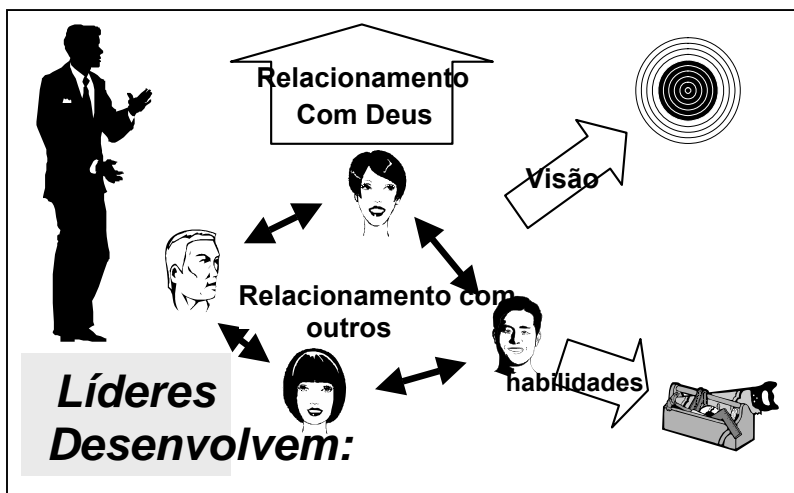 Relacionamento
Com Deus
Visão
Relacionamento com
outros
habilidades
Líderes
Desenvolvem: